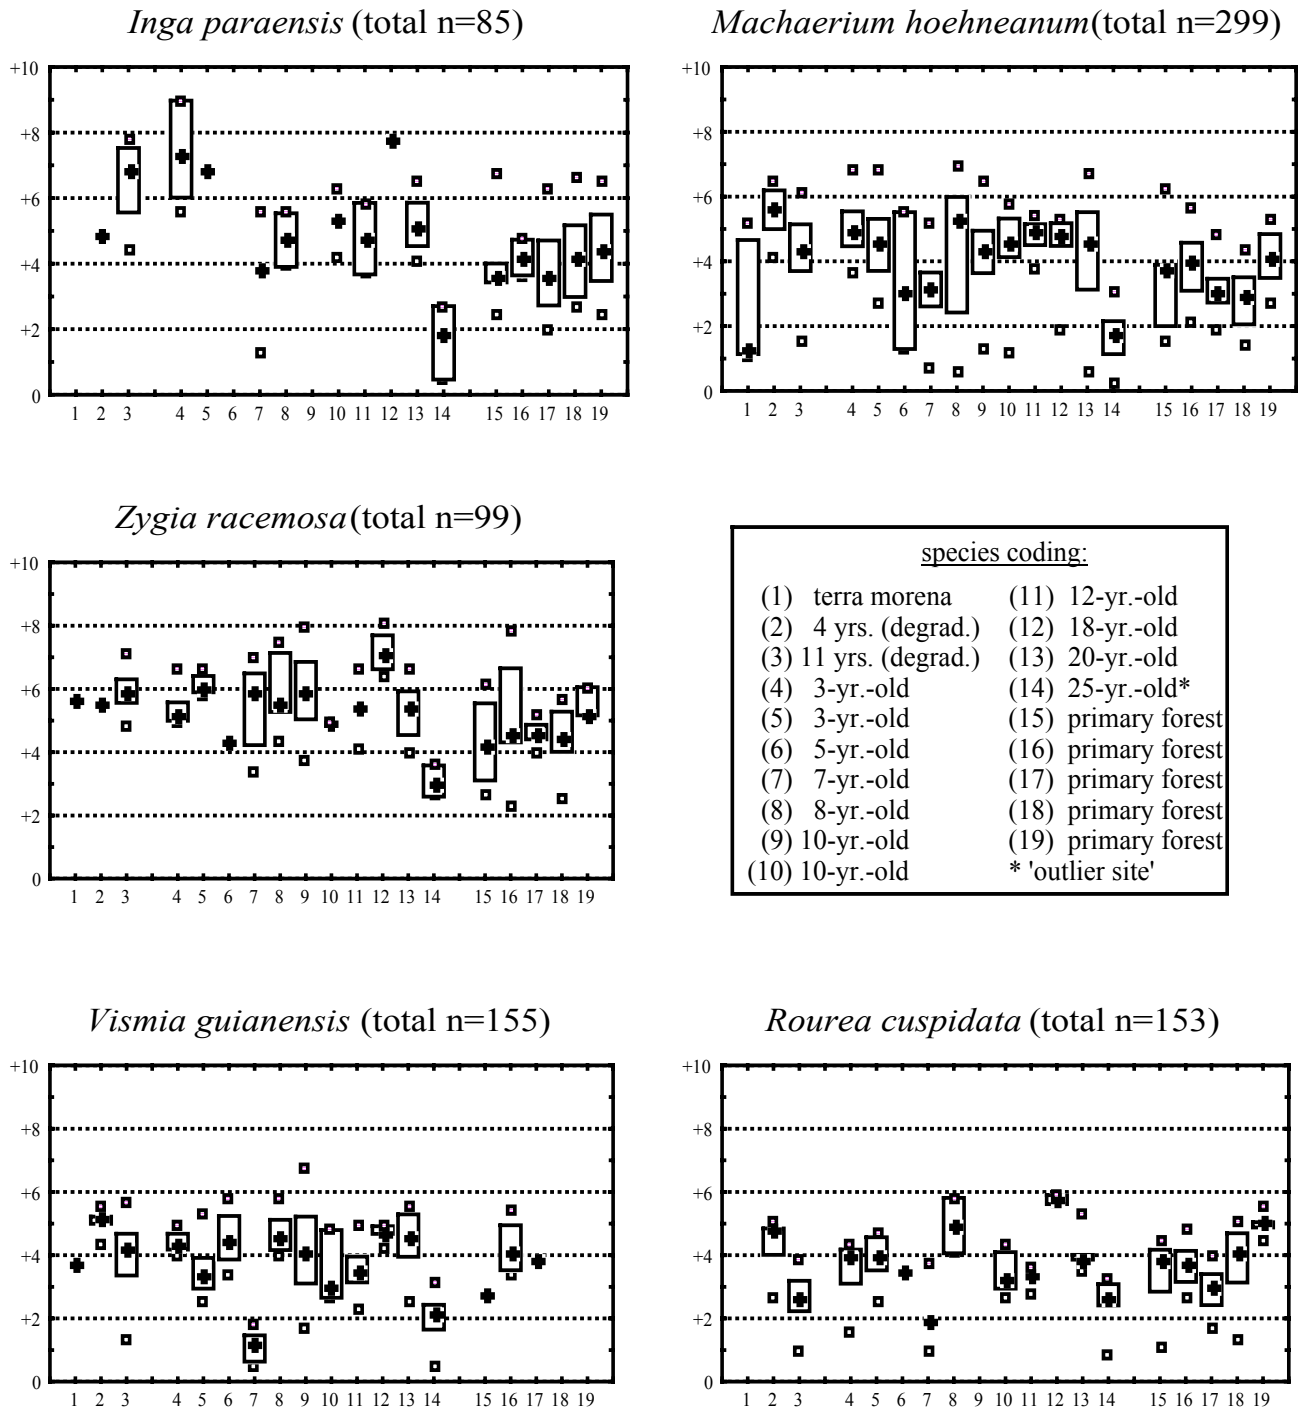 Inga paraensis (total n=85)
+10
+8
+6
+4
+2
0
1 2 3 4 5 6 7 8 9 10 11 12 13 14 15 16 17 18 19
Machaerium hoehneanum(total n=299)
+10
+8
+6
+4
+2
0
1 2 3 4 5 6 7 8 9 10 11 12 13 14 15 16 17 18 19
Zygia racemosa(total n=99)
+10
+8
+6
+4
+2
0
1 2 3 4 5 6 7 8 9 10 11 12 13 14 15 16 17 18 19
species coding:
(1) terra morena (11) 12-yr.-old
(2) 4 yrs. (degrad.) (12) 18-yr.-old
(3) 11 yrs. (degrad.) (13) 20-yr.-old
(4) 3-yr.-old (14) 25-yr.-old*
(5) 3-yr.-old (15) primary forest
(6) 5-yr.-old (16) primary forest
(7) 7-yr.-old (17) primary forest
(8) 8-yr.-old (18) primary forest
(9) 10-yr.-old (19) primary forest
(10) 10-yr.-old * 'outlier site'
Vismia guianensis (total n=155)
+10
+8
+6
+4
+2
0
1 2 3 4 5 6 7 8 9 10 11 12 13 14 15 16 17 18 19
Rourea cuspidata (total n=153)
+10
+8
+6
+4
+2
0
1 2 3 4 5 6 7 8 9 10 11 12 13 14 15 16 17 18 19